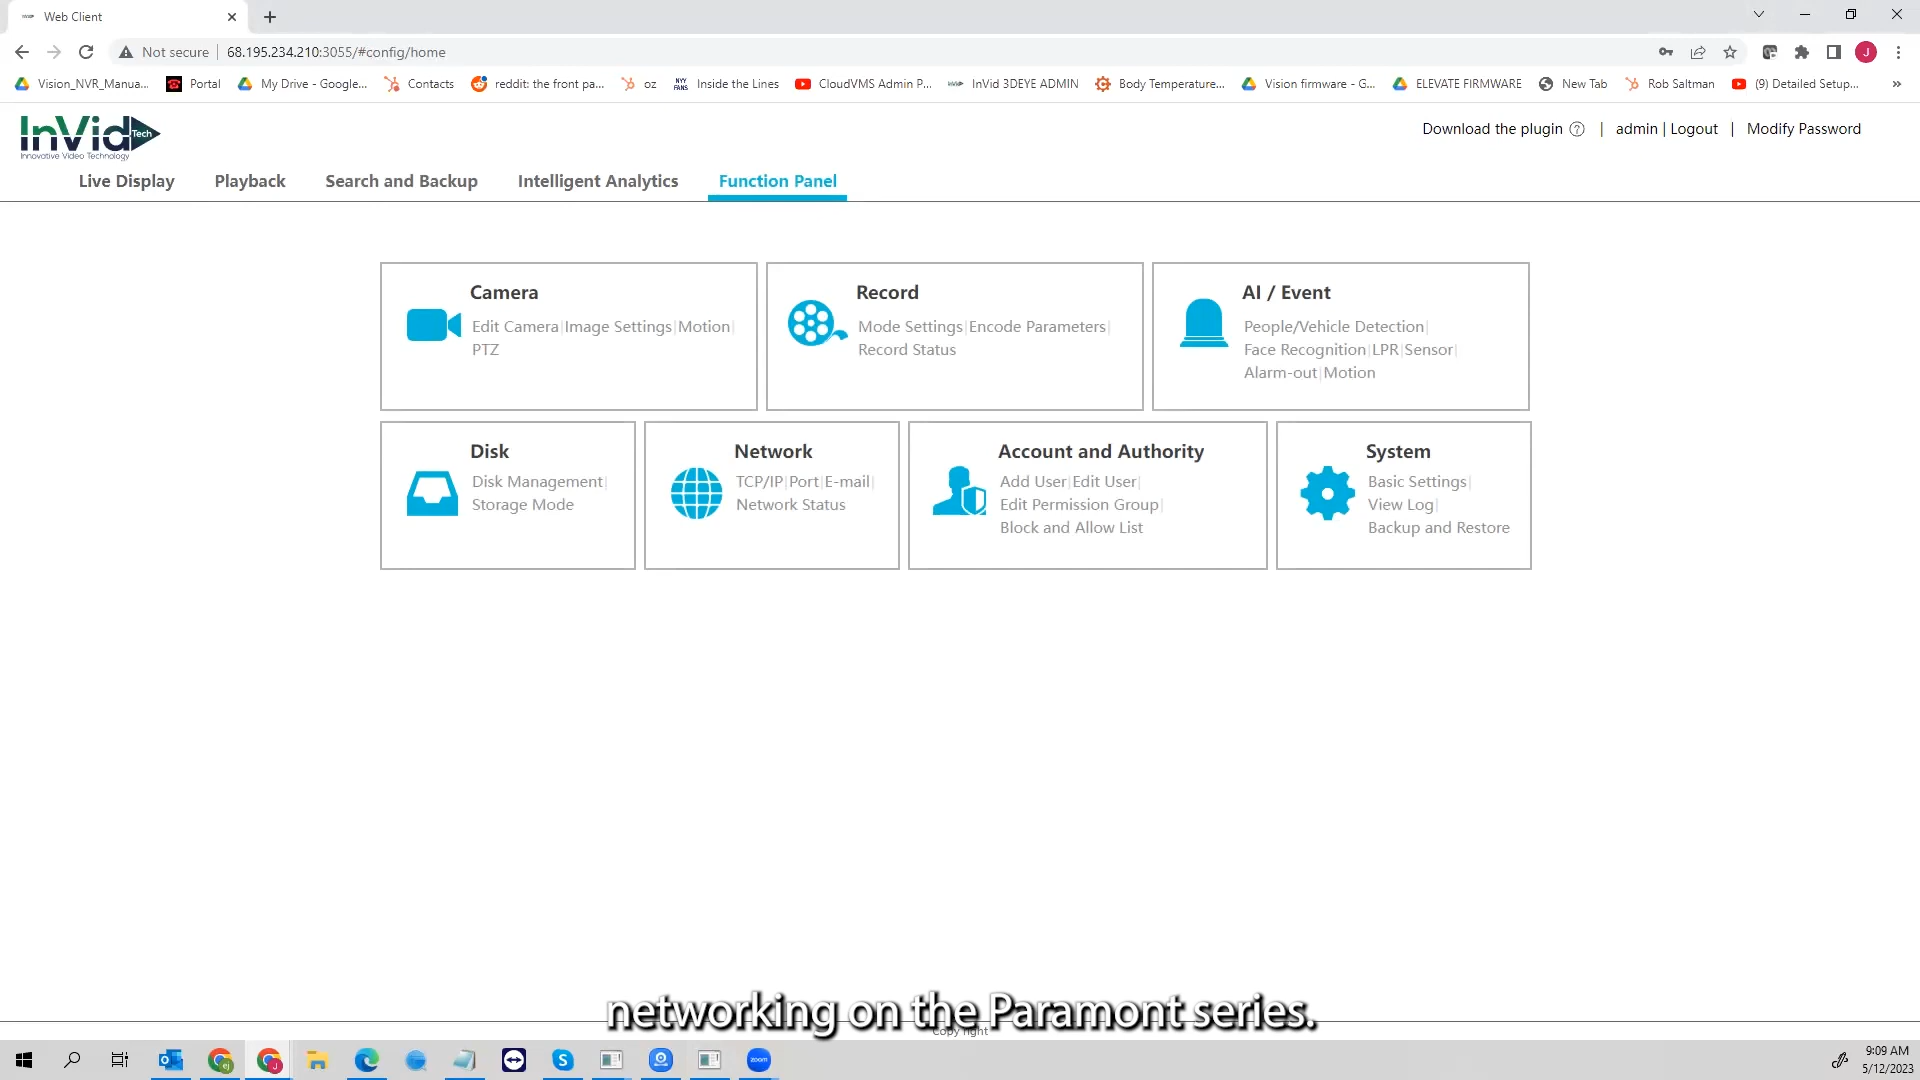 Web Client
Not secure | 68.195.234.210:3055/#config/home
J
Vision_NVR_Manua... Portal My Drive - Google... Contacts reddit: the front pa... oz NYY FANS Inside the Lines CloudVMS Admin P... InVid 3DEYE ADMIN Body Temperature... Vision firmware - G... ELEVATE FIRMWARE New Tab Rob Saltman (9) Detailed Setup... »
InVid Tech
Innovative Video Technology
Download the plugin ? | admin | Logout | Modify Password
Live Display Playback Search and Backup Intelligent Analytics Function Panel
Camera
Edit Camera|Image Settings|Motion|
PTZ
Record
Mode Settings|Encode Parameters|
Record Status
AI / Event
People/Vehicle Detection|
Face Recognition|LPR|Sensor|
Alarm-out|Motion
Disk
Disk Management|
Storage Mode
Network
TCP/IP|Port|E-mail|
Network Status
Account and Authority
Add User|Edit User|
Edit Permission Group|
Block and Allow List
System
Basic Settings|
View Log|
Backup and Restore
networking on the Paramont series.
Copy right
ej
J
S
zoom
9:09 AM
5/12/2023